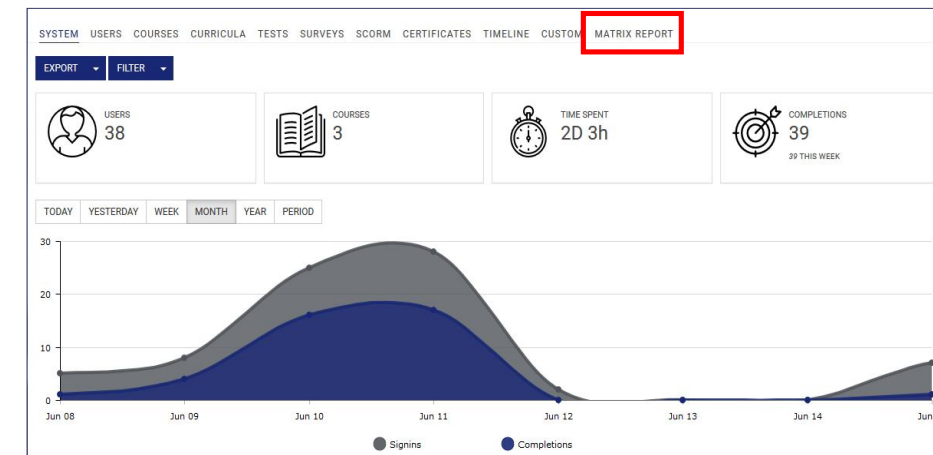 SYSTEM USERS COURSES CURRICULA TESTS SURVEYS SCORM CERTIFICATES TIMELINE CUSTOM MATRIX REPORT
EXPORT FILTER
USERS
38
COURSES
3
TIME SPENT
2D 3h
COMPLETIONS
39
39 THIS WEEK
TODAY YESTERDAY WEEK MONTH YEAR PERIOD
30
20
10
0
Jun 08 Jun 09 Jun 10 Jun 11 Jun 12 Jun 13 Jun 14 Jun
Signins Completions